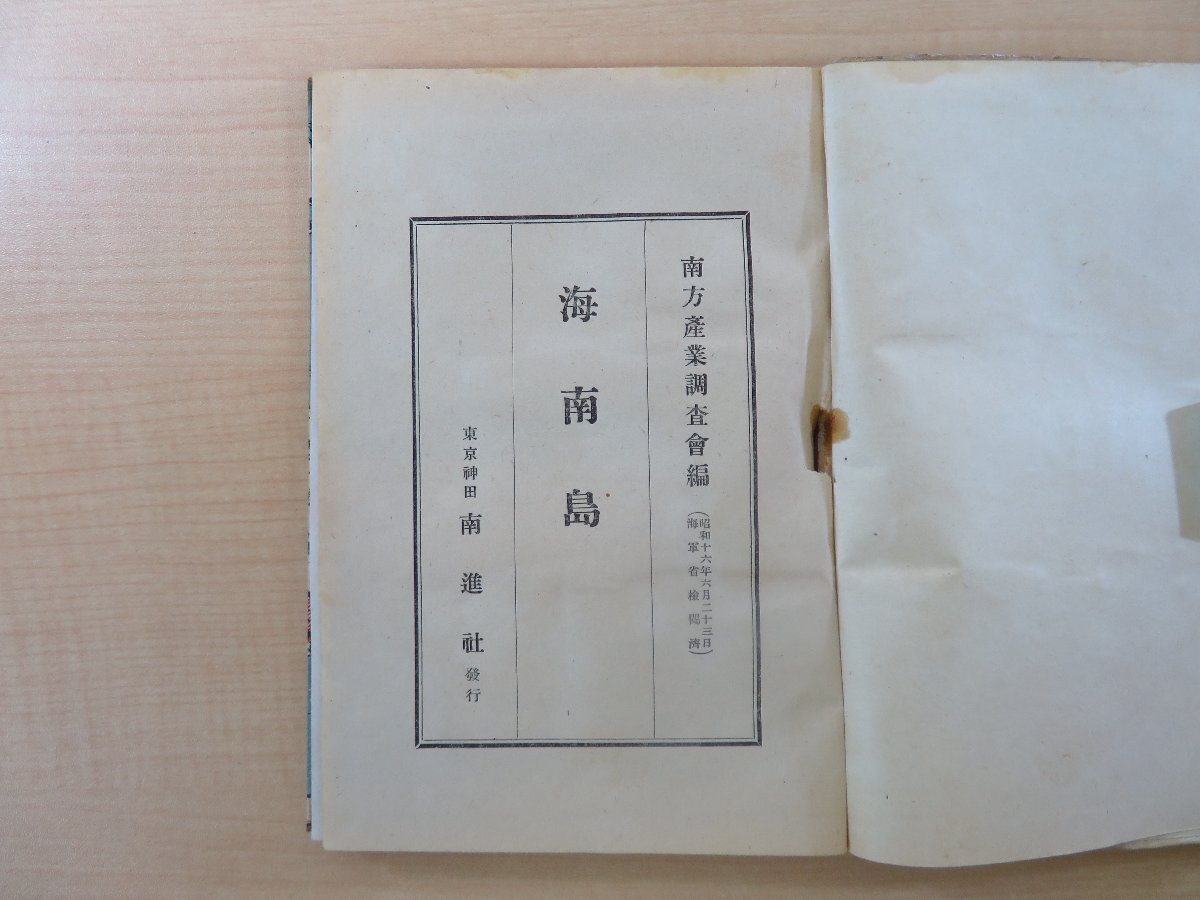 南方產業調査會編
(昭和十六年六月二十三日
海軍省檢閱濟)
海南島
東京神田 南進社 發行